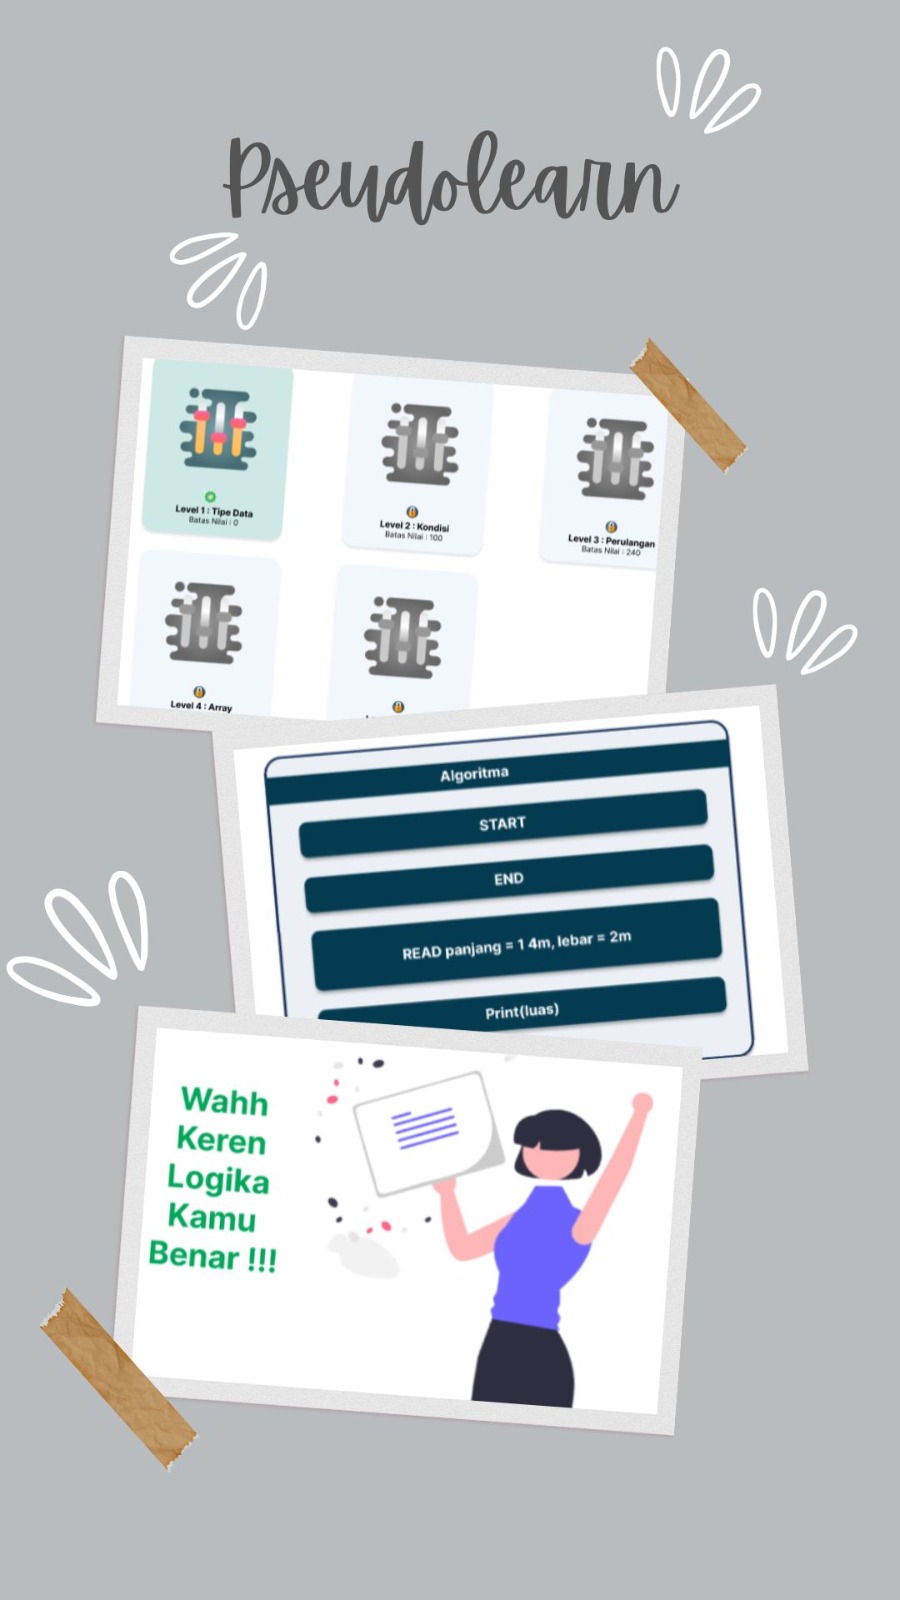 Pseudolearn
Level 1 : Tipe Data
Batas Nilai : 0
Level 2 : Kondisi
Batas Nilai : 100
Level 3 : Perulangan
Batas Nilai : 240
Level 4 : Array
Algoritma
START
END
READ panjang = 1 4m, lebar = 2m
Print(luas)
Wahh
Keren
Logika
Kamu
Benar !!!